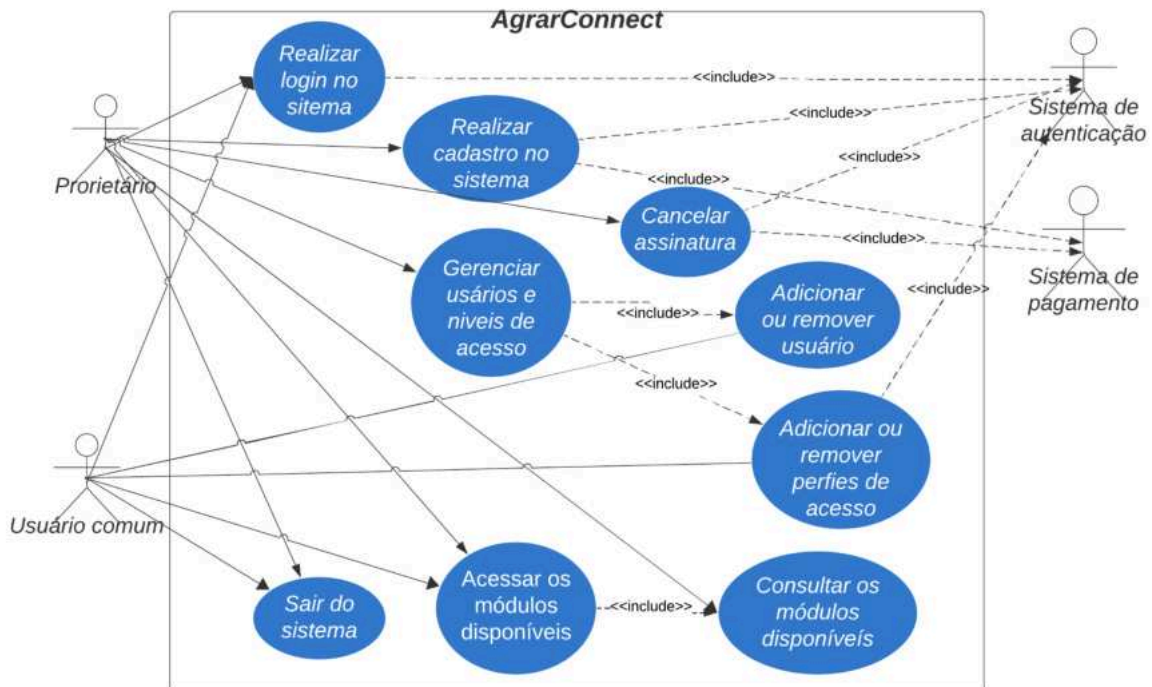 AgrarConnect
Realizar
login no
sitema
<<include>>
Sistema de
autenticação
Prorietário
Realizar
cadastro no
sistema
<<include>>
<<include>>
<<include>>
Cancelar
assinatura
<<include>>
Sistema de
pagamento
Gerenciar
usários e
niveis de
acesso
<<include>>
Adicionar
ou remover
usuário
<<include>>
<<include>>
Adicionar ou
remover
perfies de
acesso
Usuário comum
Sair do
sistema
Acessar os
módulos
disponíveis
<<include>>
Consultar os
módulos
disponíveís